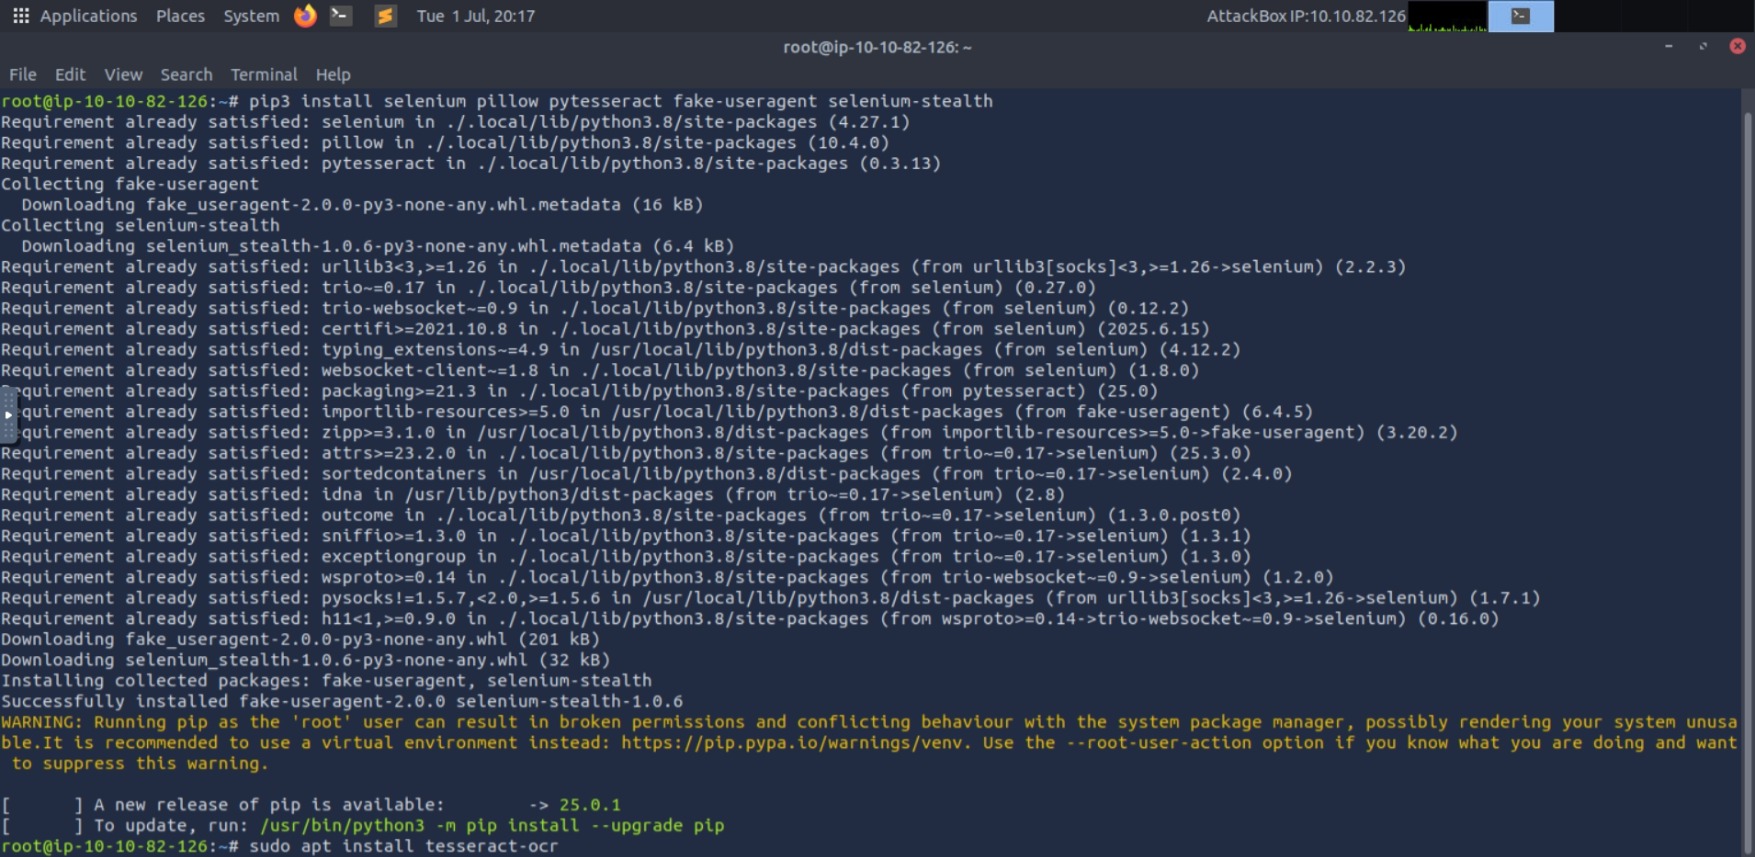 Applications Places System Tue 1 Jul, 20:17 AttackBox IP:10.10.82.126
root@ip-10-10-82-126: ~
File Edit View Search Terminal Help
root@ip-10-10-82-126:~# pip3 install selenium pillow pytesseract fake-useragent selenium-stealth
Requirement already satisfied: selenium in ./.local/lib/python3.8/site-packages (4.27.1)
Requirement already satisfied: pillow in ./.local/lib/python3.8/site-packages (10.4.0)
Requirement already satisfied: pytesseract in ./.local/lib/python3.8/site-packages (0.3.13)
Collecting fake-useragent
  Downloading fake_useragent-2.0.0-py3-none-any.whl.metadata (16 kB)
Collecting selenium-stealth
  Downloading selenium_stealth-1.0.6-py3-none-any.whl.metadata (6.4 kB)
Requirement already satisfied: urllib3<3,>=1.26 in ./.local/lib/python3.8/site-packages (from urllib3[socks]<3,>=1.26->selenium) (2.2.3)
Requirement already satisfied: trio~=0.17 in ./.local/lib/python3.8/site-packages (from selenium) (0.27.0)
Requirement already satisfied: trio-websocket~=0.9 in ./.local/lib/python3.8/site-packages (from selenium) (0.12.2)
Requirement already satisfied: certifi>=2021.10.8 in ./.local/lib/python3.8/site-packages (from selenium) (2025.6.15)
Requirement already satisfied: typing_extensions~=4.9 in /usr/local/lib/python3.8/dist-packages (from selenium) (4.12.2)
Requirement already satisfied: websocket-client~=1.8 in ./.local/lib/python3.8/site-packages (from selenium) (1.8.0)
Requirement already satisfied: packaging>=21.3 in ./.local/lib/python3.8/site-packages (from pytesseract) (25.0)
equirement already satisfied: importlib-resources>=5.0 in /usr/local/lib/python3.8/dist-packages (from fake-useragent) (6.4.5)
equirement already satisfied: zipp>=3.1.0 in /usr/local/lib/python3.8/dist-packages (from importlib-resources>=5.0->fake-useragent) (3.20.2)
Requirement already satisfied: attrs>=23.2.0 in ./.local/lib/python3.8/site-packages (from trio~=0.17->selenium) (25.3.0)
Requirement already satisfied: sortedcontainers in /usr/local/lib/python3.8/dist-packages (from trio~=0.17->selenium) (2.4.0)
Requirement already satisfied: idna in /usr/lib/python3/dist-packages (from trio~=0.17->selenium) (2.8)
Requirement already satisfied: outcome in ./.local/lib/python3.8/site-packages (from trio~=0.17->selenium) (1.3.0.post0)
Requirement already satisfied: sniffio>=1.3.0 in ./.local/lib/python3.8/site-packages (from trio~=0.17->selenium) (1.3.1)
Requirement already satisfied: exceptiongroup in ./.local/lib/python3.8/site-packages (from trio~=0.17->selenium) (1.3.0)
Requirement already satisfied: wsproto>=0.14 in ./.local/lib/python3.8/site-packages (from trio-websocket~=0.9->selenium) (1.2.0)
Requirement already satisfied: pysocks!=1.5.7,<2.0,>=1.5.6 in /usr/local/lib/python3.8/dist-packages (from urllib3[socks]<3,>=1.26->selenium) (1.7.1)
Requirement already satisfied: h11<1,>=0.9.0 in ./.local/lib/python3.8/site-packages (from wsproto>=0.14->trio-websocket~=0.9->selenium) (0.16.0)
Downloading fake_useragent-2.0.0-py3-none-any.whl (201 kB)
Downloading selenium_stealth-1.0.6-py3-none-any.whl (32 kB)
Installing collected packages: fake-useragent, selenium-stealth
Successfully installed fake-useragent-2.0.0 selenium-stealth-1.0.6
WARNING: Running pip as the 'root' user can result in broken permissions and conflicting behaviour with the system package manager, possibly rendering your system unusa
ble.It is recommended to use a virtual environment instead: https://pip.pypa.io/warnings/venv. Use the --root-user-action option if you know what you are doing and want
 to suppress this warning.
[      ] A new release of pip is available:        -> 25.0.1
[      ] To update, run: /usr/bin/python3 -m pip install --upgrade pip
root@ip-10-10-82-126:~# sudo apt install tesseract-ocr